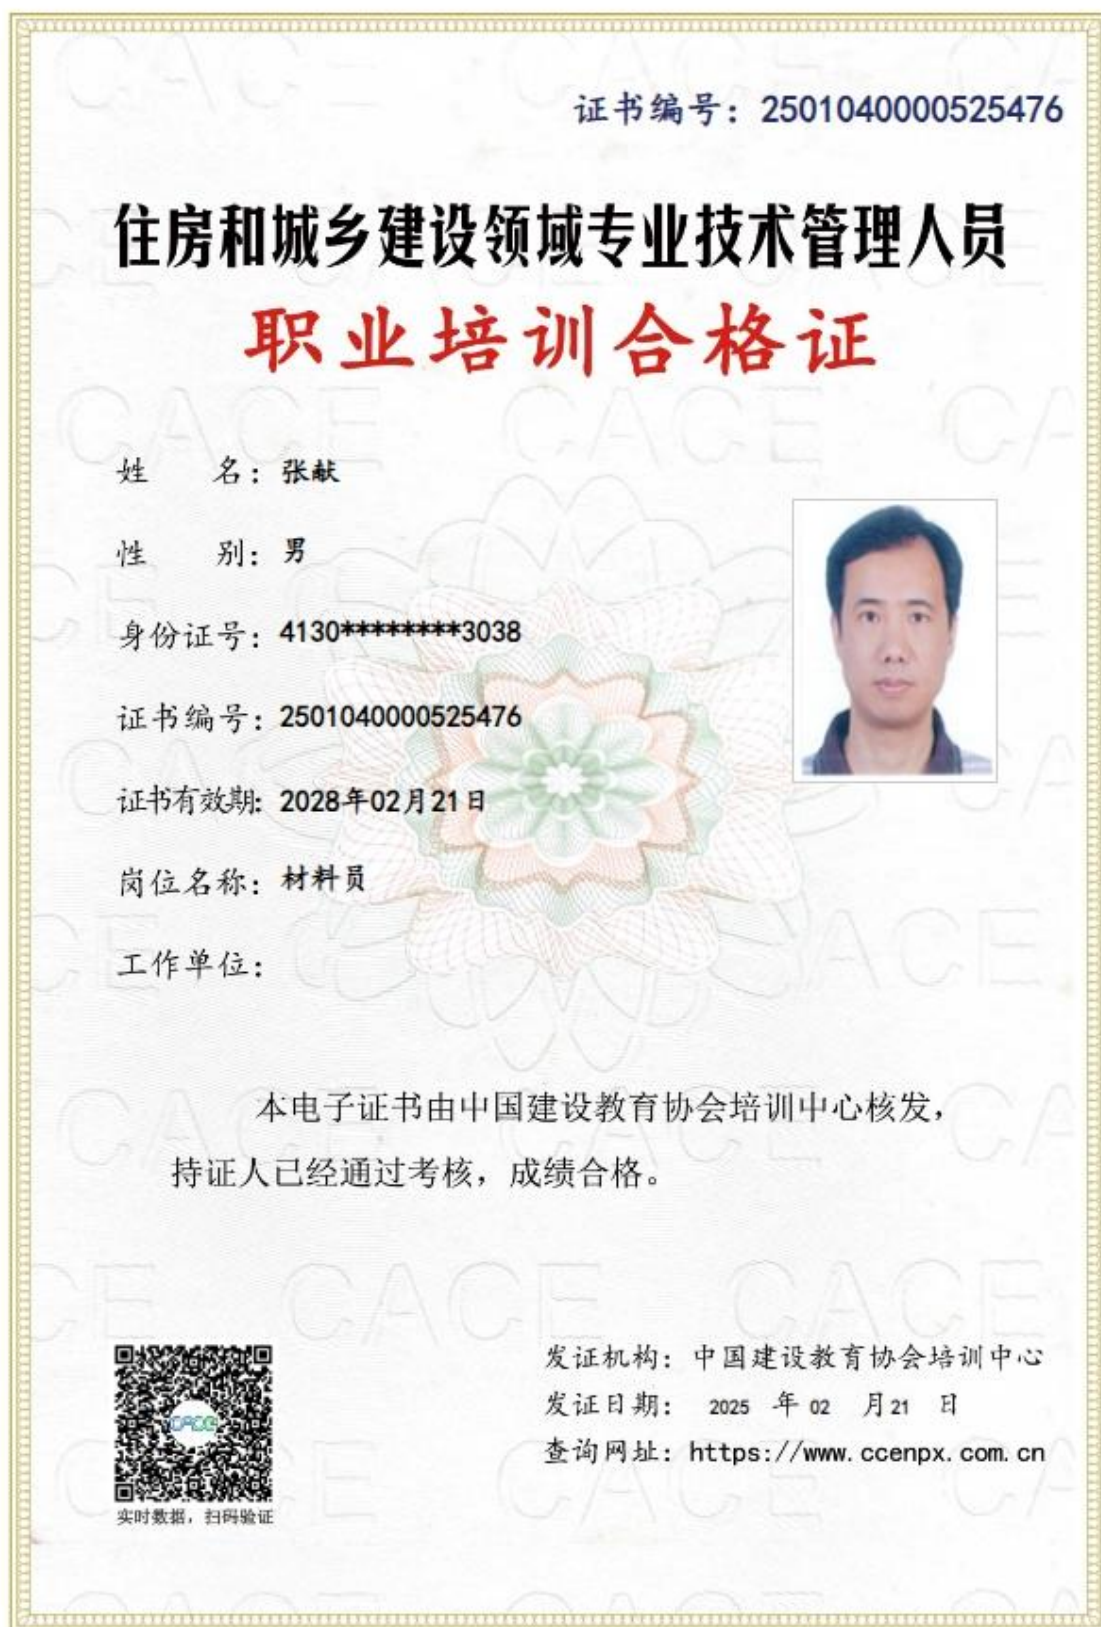 证书编号：2501040000525476
住房和城乡建设领域专业技术管理人员
职业培训合格证
姓 名：张献
性 别：男
身份证号：4130********3038
证书编号：2501040000525476
证书有效期：2028年02月21日
岗位名称：材料员
工作单位：
本电子证书由中国建设教育协会培训中心核发，
持证人已经通过考核，成绩合格。
发证机构：中国建设教育协会培训中心
发证日期： 2025 年 02 月 21 日
查询网址：https://www.ccenpx.com.cn
实时数据，扫码验证
CACE